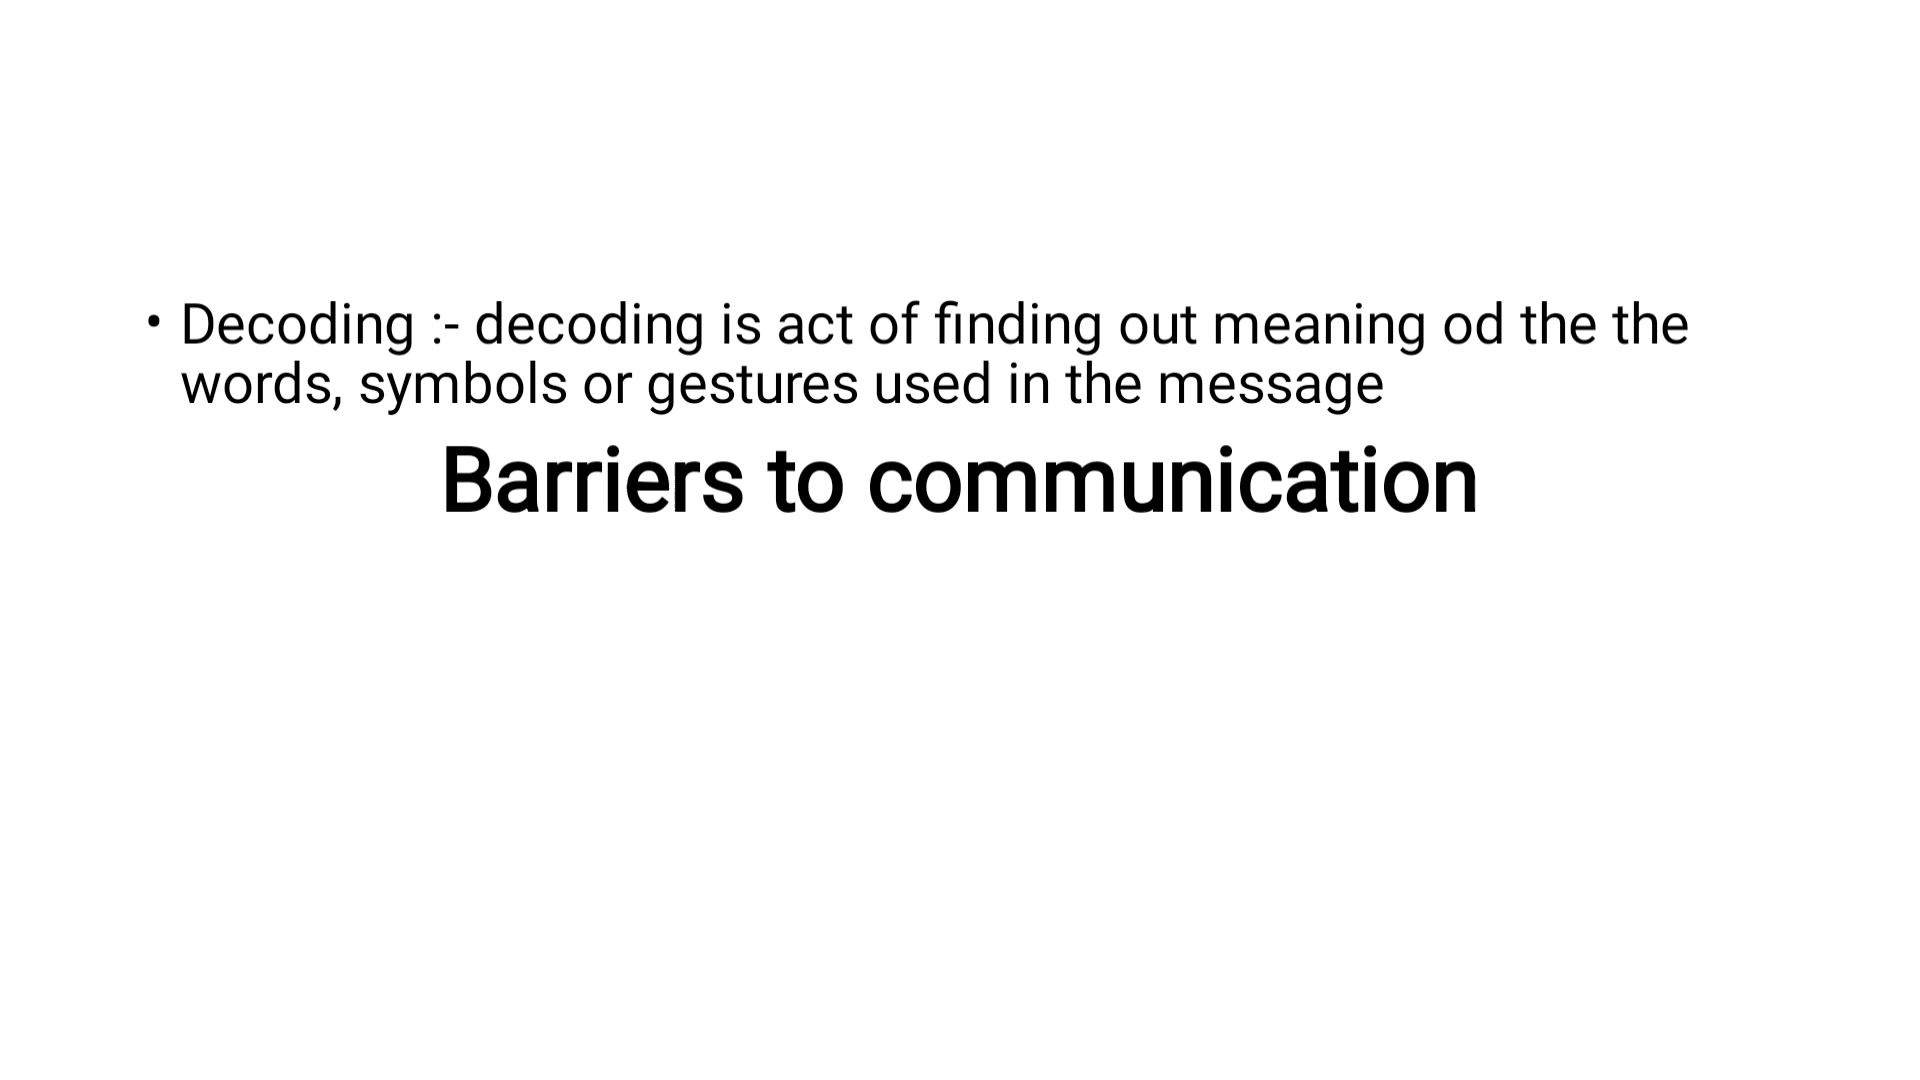 • Decoding :- decoding is act of finding out meaning od the the
words, symbols or gestures used in the message
Barriers to communication